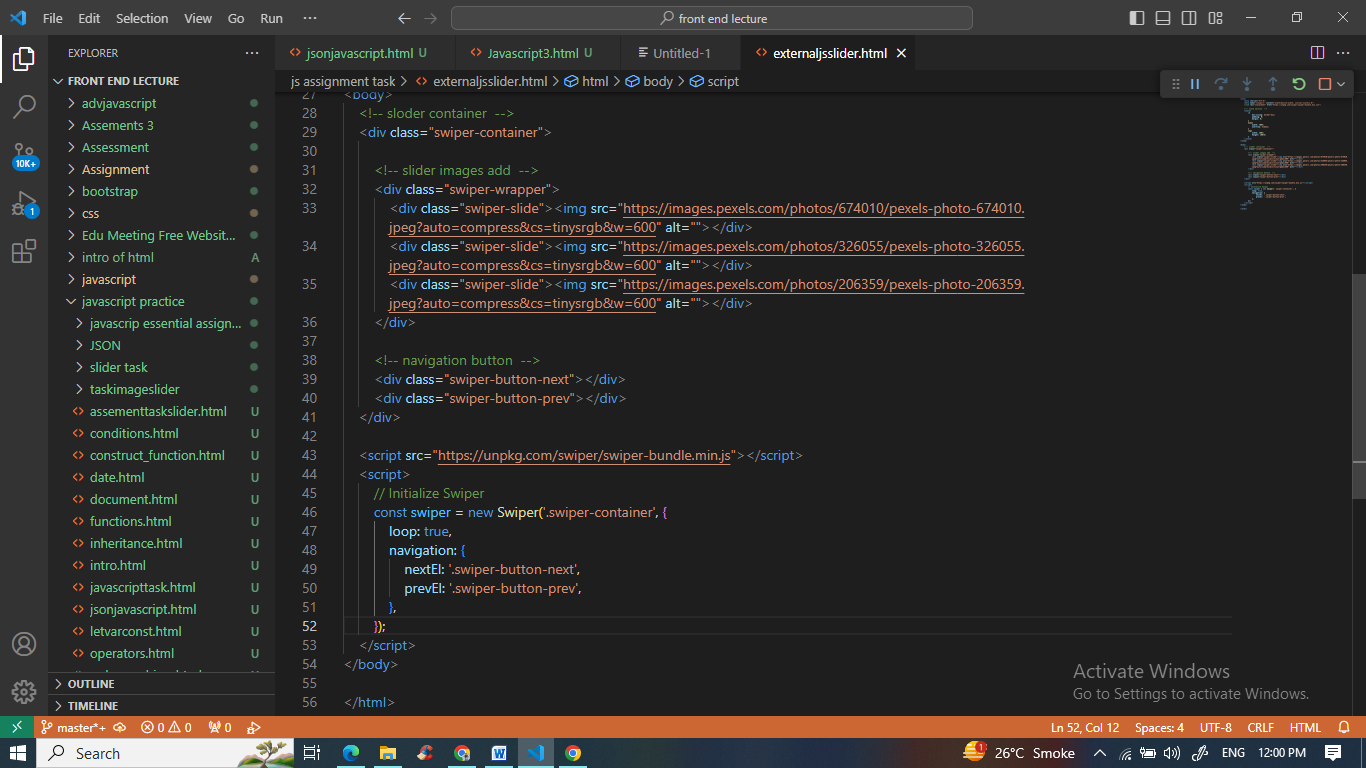 File Edit Selection View Go Run ··· front end lecture
EXPLORER ···
FRONT END LECTURE
advjavascript
Assements 3
Assessment
Assignment
bootstrap
css
Edu Meeting Free Websit...
intro of html A
javascript
javascript practice
javascrip essential assign...
JSON
slider task
taskimageslider
assementtaskslider.html U
conditions.html U
construct_function.html U
date.html U
document.html U
functions.html U
inheritance.html U
intro.html U
javascripttask.html U
jsonjavascript.html U
letvarconst.html U
operators.html U
OUTLINE
TIMELINE
10K+
1
jsonjavascript.html U Javascript3.html U Untitled-1 externaljsslider.html
js assignment task > externaljsslider.html > html > body > script
27 <body>
28 <!-- sloder container -->
29 <div class="swiper-container">
30
31 <!-- slider images add -->
32 <div class="swiper-wrapper">
33 <div class="swiper-slide"><img src="https://images.pexels.com/photos/674010/pexels-photo-674010.
jpeg?auto=compress&cs=tinysrgb&w=600" alt=""></div>
34 <div class="swiper-slide"><img src="https://images.pexels.com/photos/326055/pexels-photo-326055.
jpeg?auto=compress&cs=tinysrgb&w=600" alt=""></div>
35 <div class="swiper-slide"><img src="https://images.pexels.com/photos/206359/pexels-photo-206359.
jpeg?auto=compress&cs=tinysrgb&w=600" alt=""></div>
36 </div>
37
38 <!-- navigation button -->
39 <div class="swiper-button-next"></div>
40 <div class="swiper-button-prev"></div>
41 </div>
42
43 <script src="https://unpkg.com/swiper/swiper-bundle.min.js"></script>
44 <script>
45 // Initialize Swiper
46 const swiper = new Swiper('.swiper-container', {
47 loop: true,
48 navigation: {
49 nextEl: '.swiper-button-next',
50 prevEl: '.swiper-button-prev',
51 },
52 });
53 </script>
54 </body>
55
56 </html>
Activate Windows
Go to Settings to activate Windows.
master*+ 0 0 0 Ln 52, Col 12 Spaces: 4 UTF-8 CRLF HTML
Search 1 26°C Smoke ENG 12:00 PM